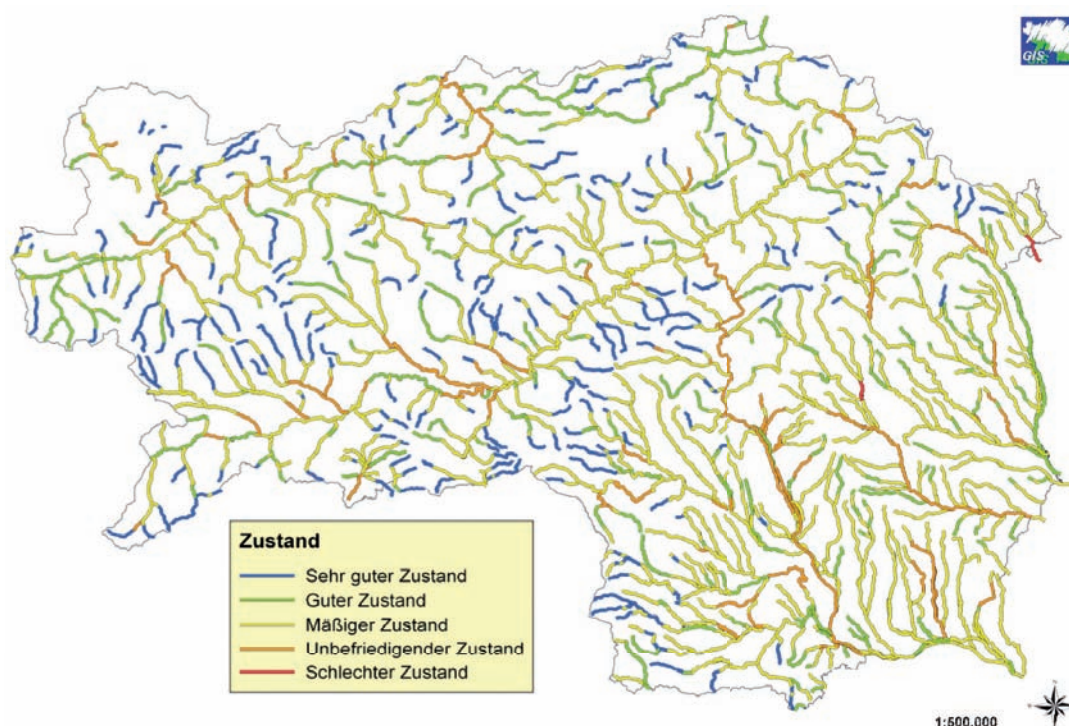 GIS
Zustand
Sehr guter Zustand
Guter Zustand
Mäßiger Zustand
Unbefriedigender Zustand
Schlechter Zustand
1:500.000